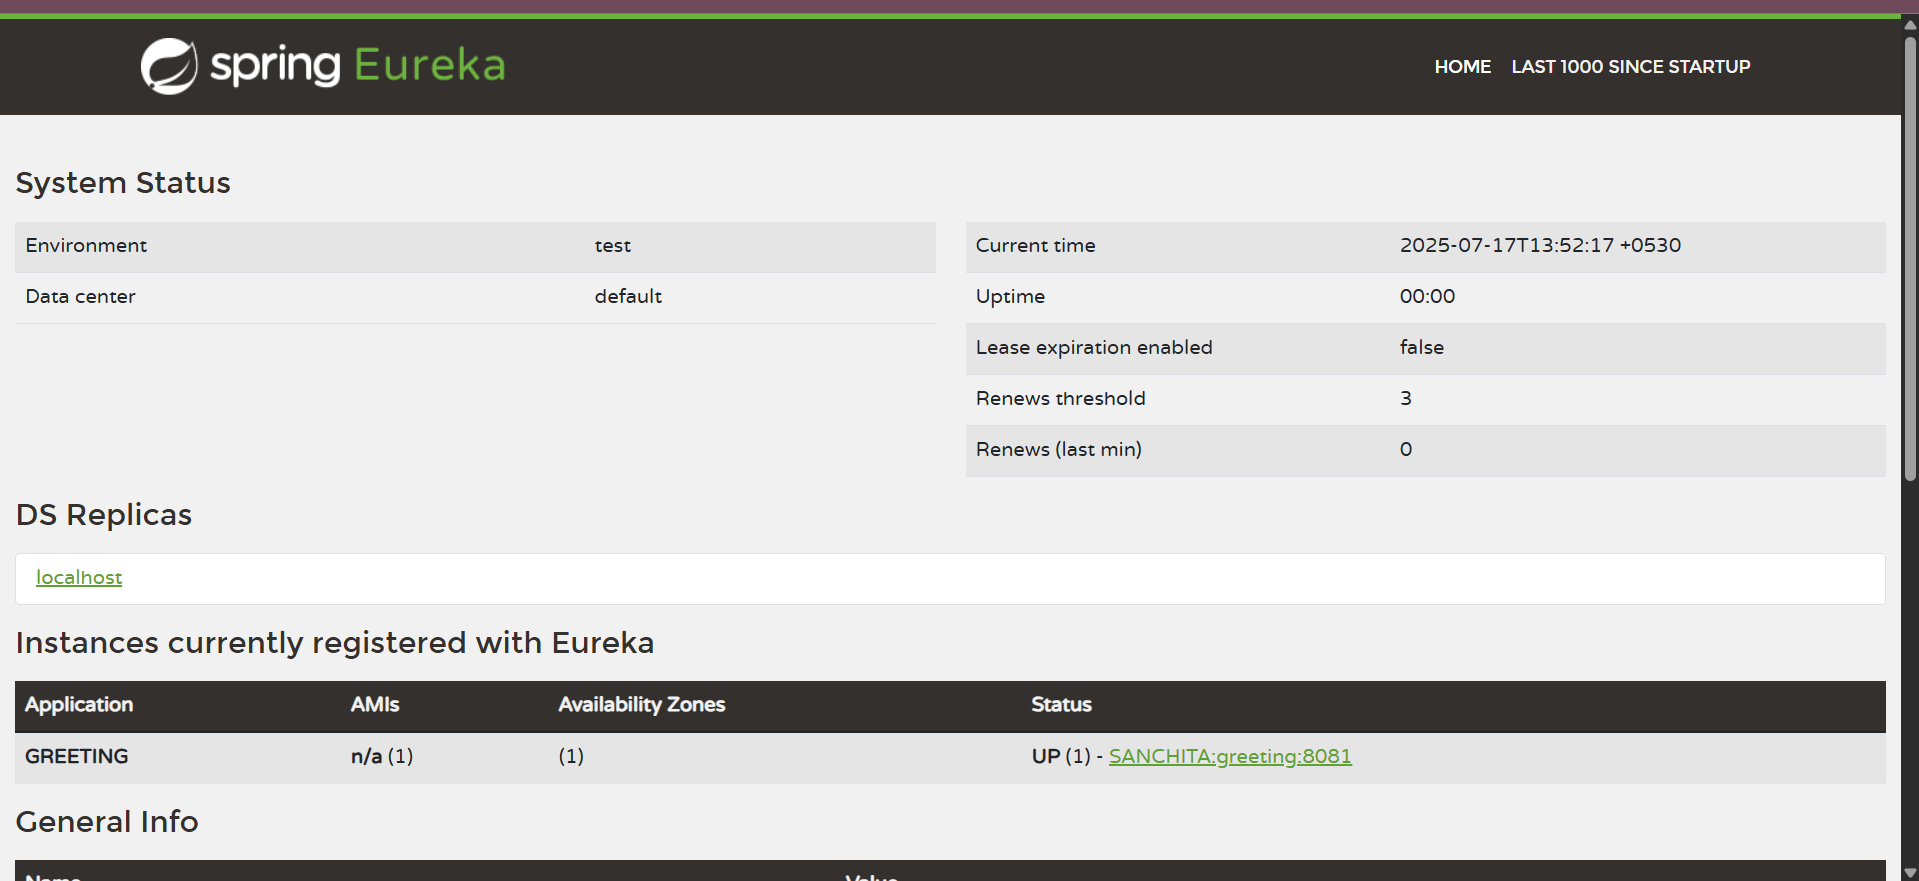 spring Eureka
HOME LAST 1000 SINCE STARTUP
System Status
Environment test
Data center default
Current time 2025-07-17T13:52:17 +0530
Uptime 00:00
Lease expiration enabled false
Renews threshold 3
Renews (last min) 0
DS Replicas
localhost
Instances currently registered with Eureka
Application AMIs Availability Zones Status
GREETING n/a (1) (1) UP (1) - SANCHITA:greeting:8081
General Info
Name Value